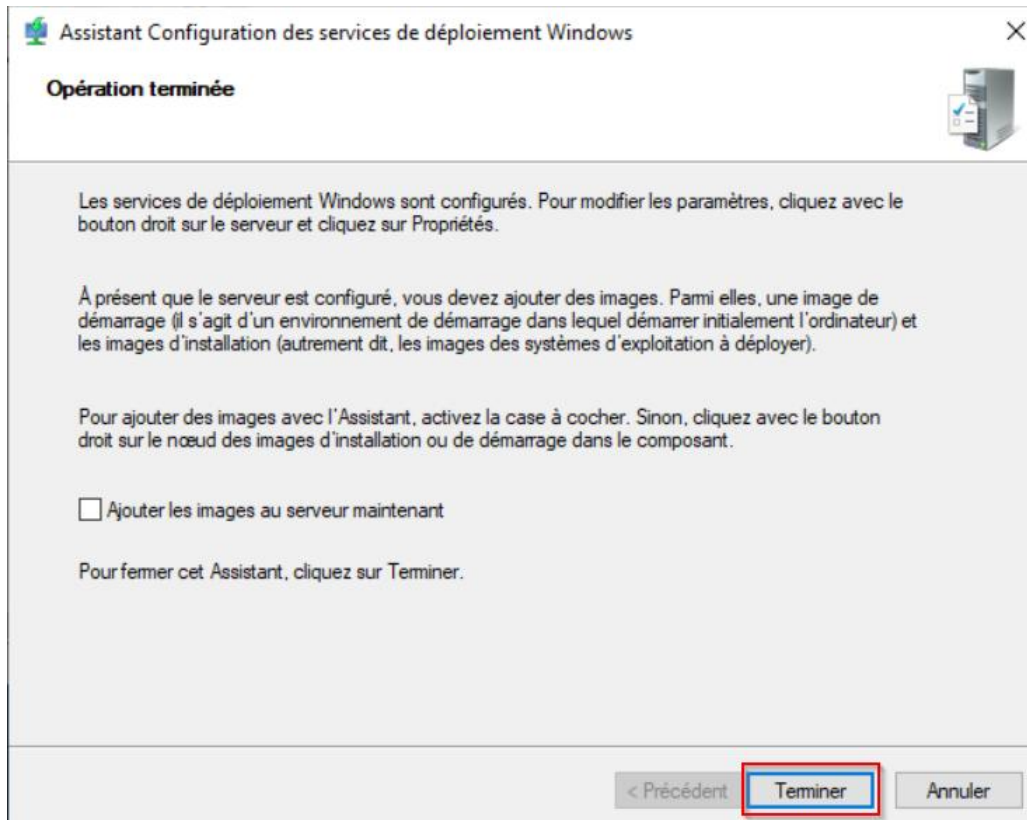 Assistant Configuration des services de déploiement Windows
Opération terminée
Les services de déploiement Windows sont configurés. Pour modifier les paramètres, cliquez avec le
bouton droit sur le serveur et cliquez sur Propriétés.
À présent que le serveur est configuré, vous devez ajouter des images. Parmi elles, une image de
démarrage (il s'agit d'un environnement de démarrage dans lequel démarrer initialement l'ordinateur) et
les images d'installation (autrement dit, les images des systèmes d'exploitation à déployer).
Pour ajouter des images avec l'Assistant, activez la case à cocher. Sinon, cliquez avec le bouton
droit sur le nœud des images d'installation ou de démarrage dans le composant.
Ajouter les images au serveur maintenant
Pour fermer cet Assistant, cliquez sur Terminer.
< Précédent Terminer Annuler